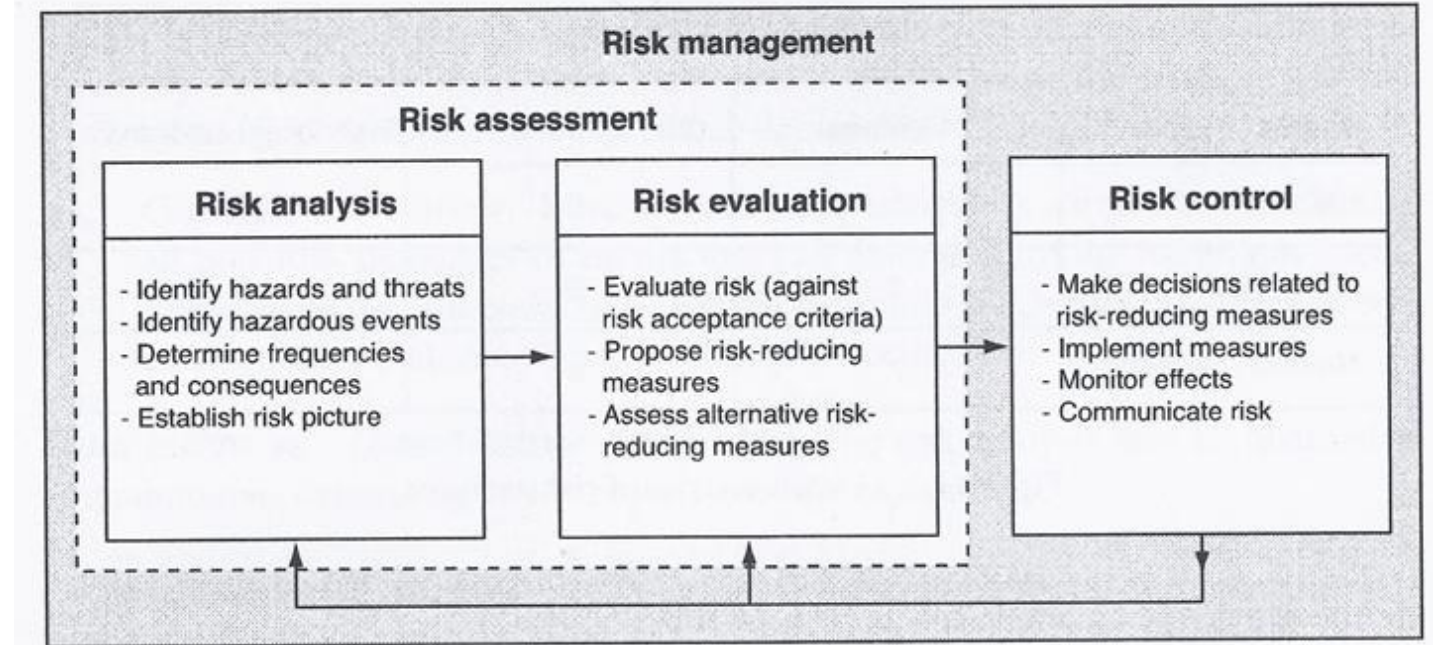 Risk management
Risk assessment
Risk analysis
- Identify hazards and threats
- Identify hazardous events
- Determine frequencies
and consequences
- Establish risk picture
Risk evaluation
- Evaluate risk (against
risk acceptance criteria)
- Propose risk-reducing
measures
- Assess alternative risk-
reducing measures
Risk control
- Make decisions related to
risk-reducing measures
- Implement measures
- Monitor effects
- Communicate risk